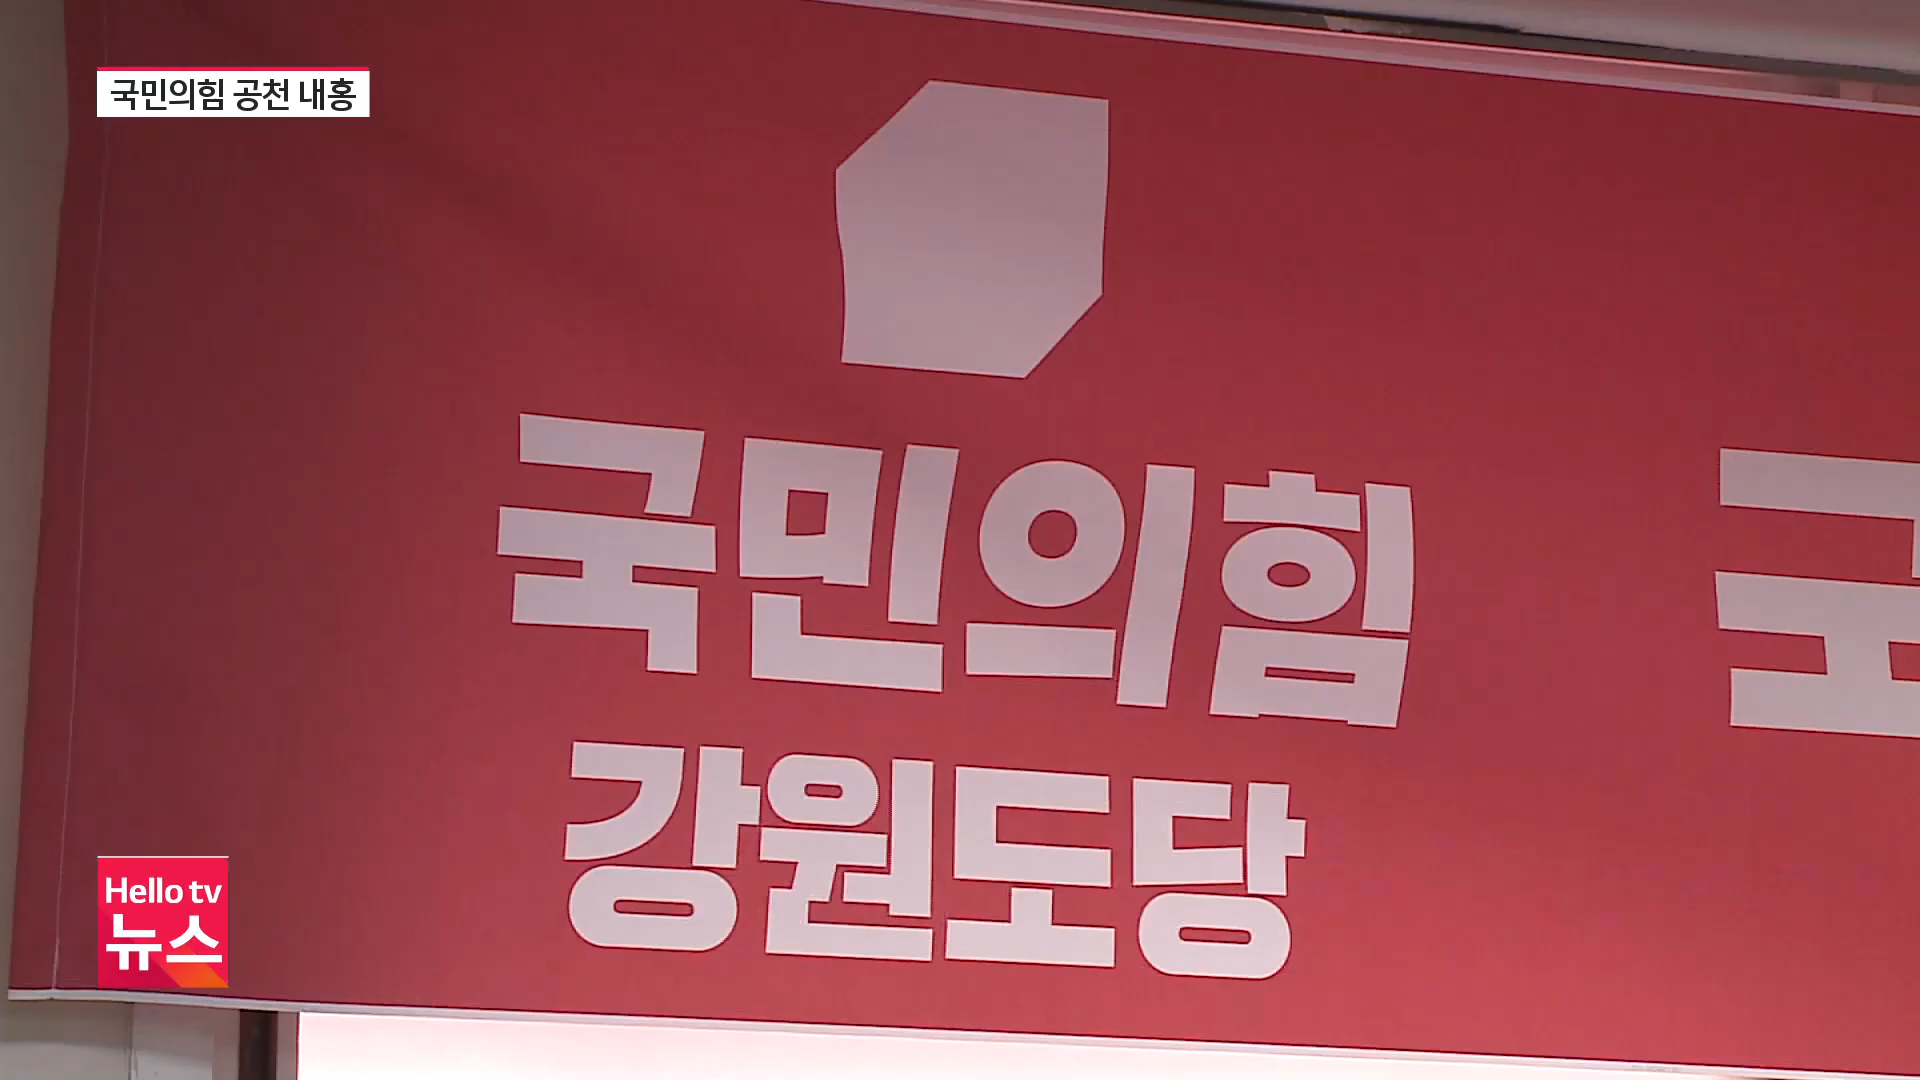 국민의힘 공천 내홍
국민의힘
강원도당
Hello tv
뉴스